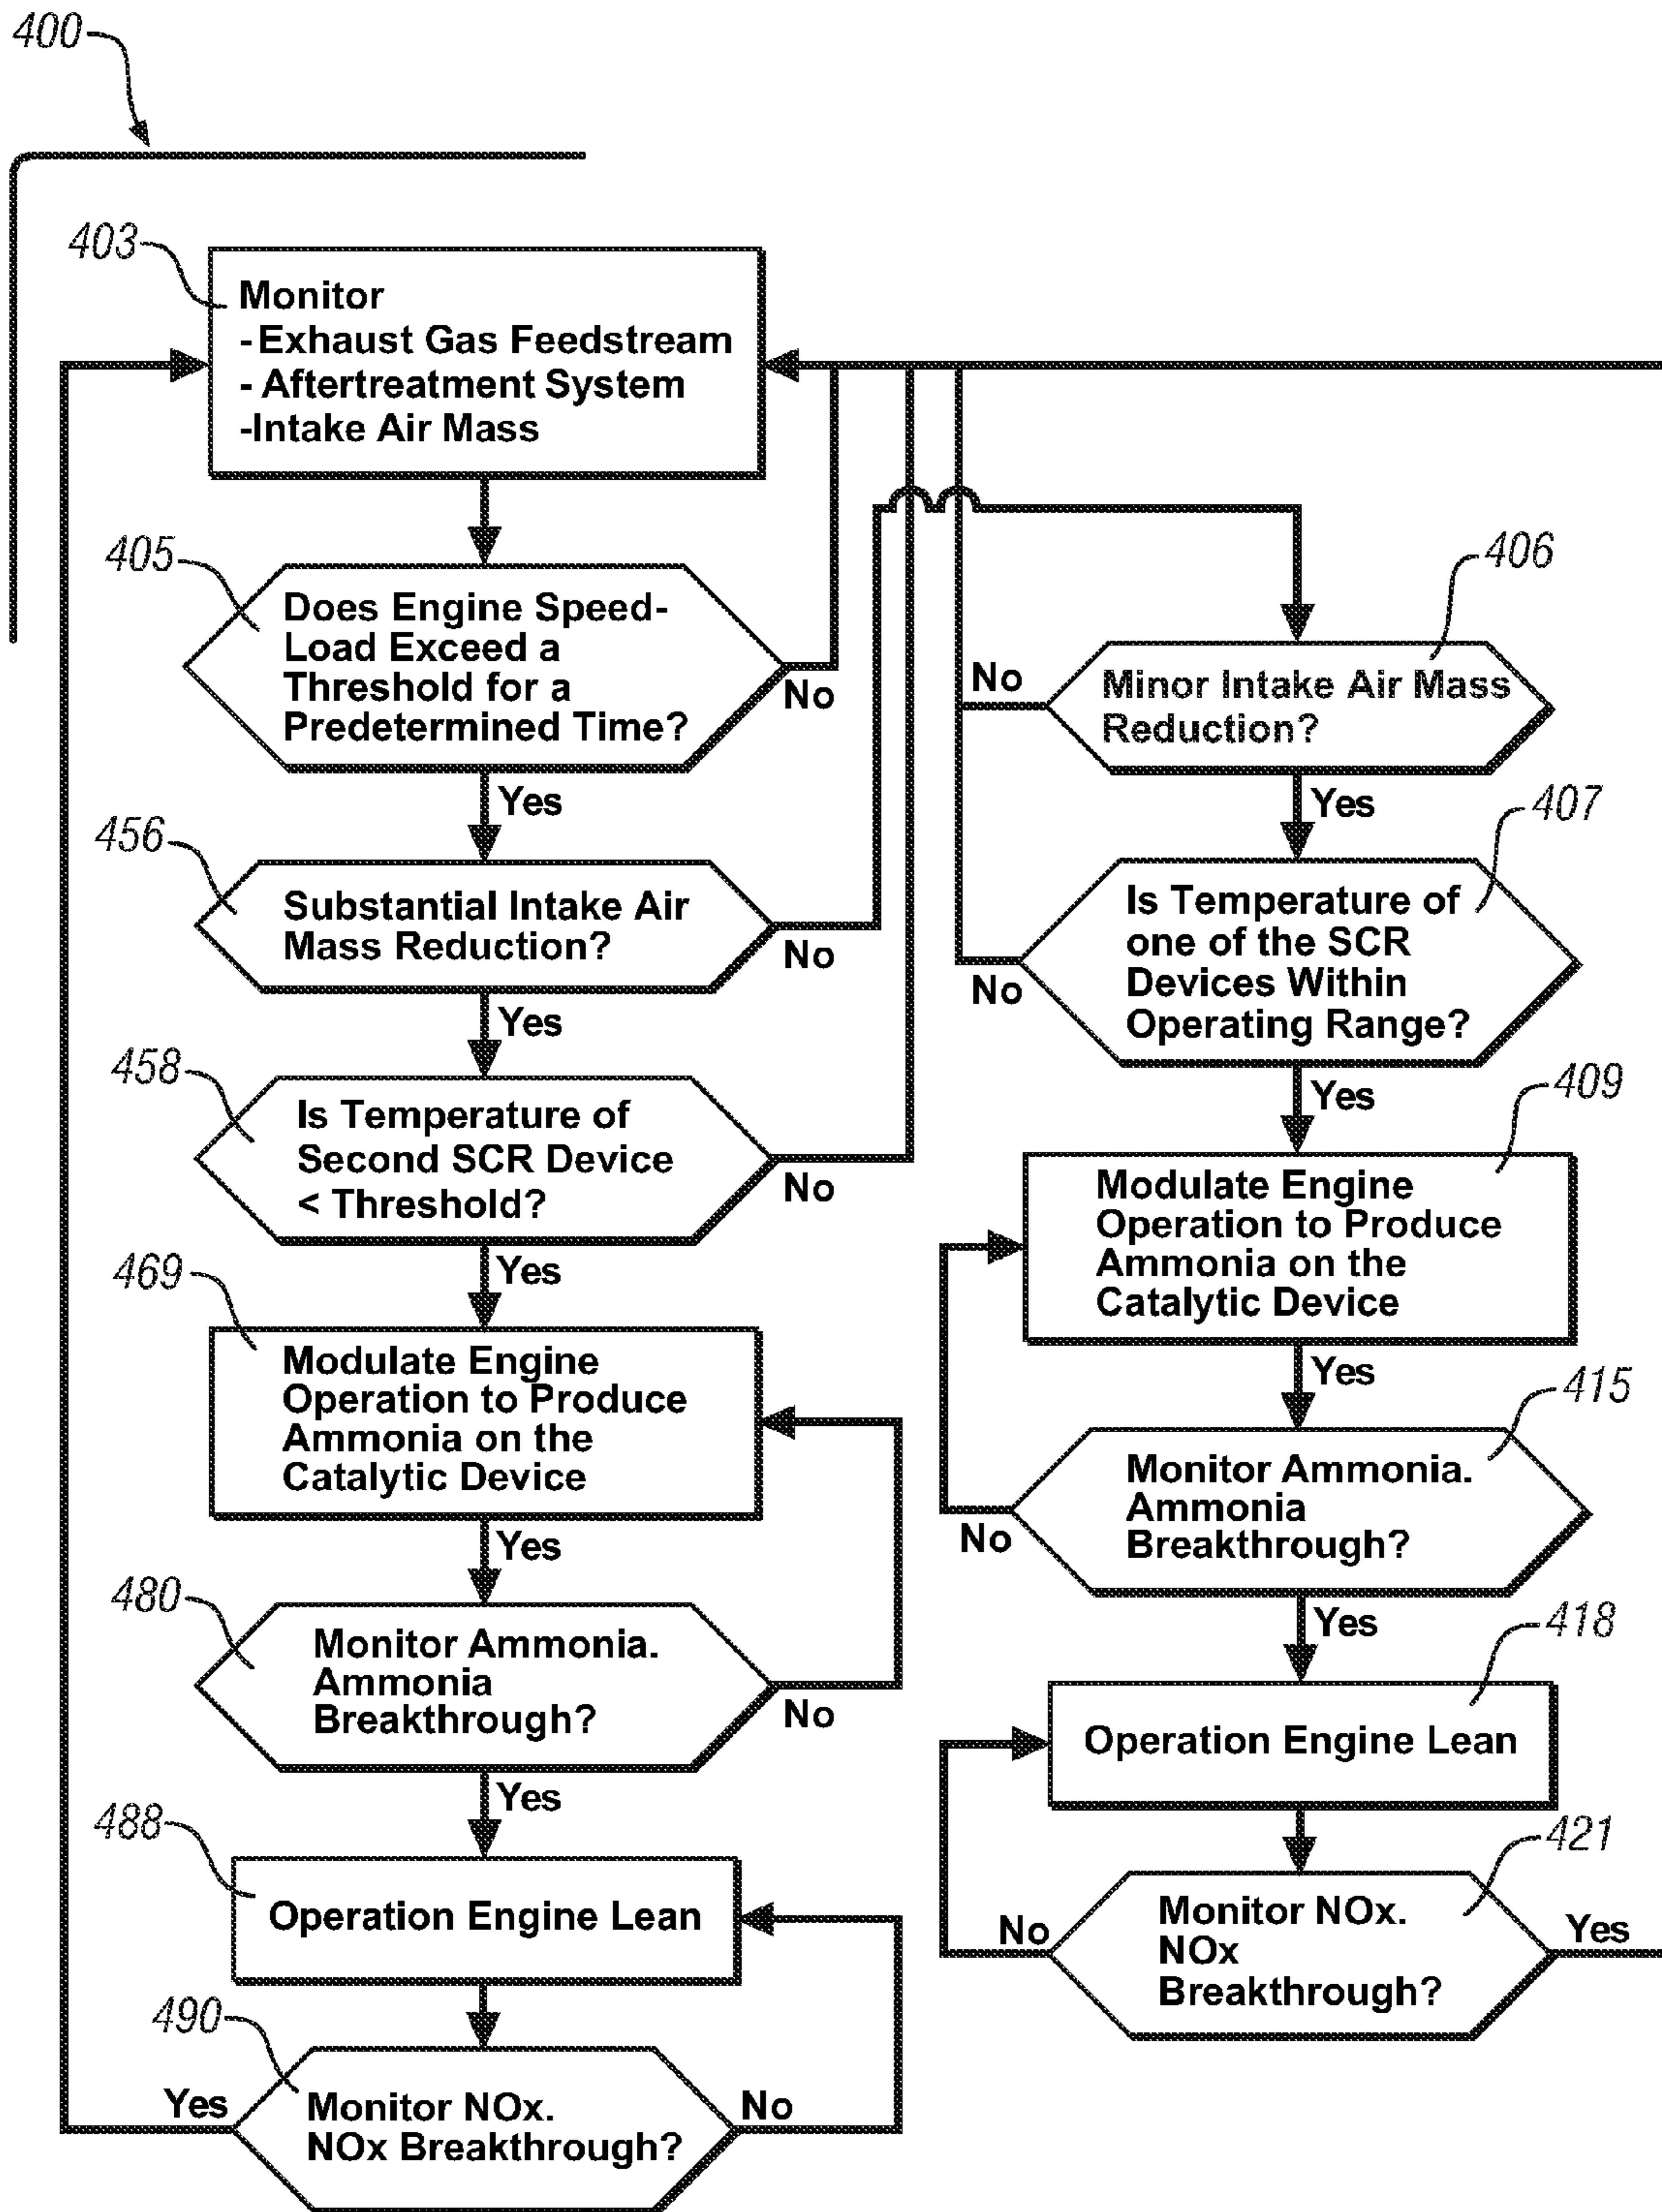 400
403
Monitor
-Exhaust Gas Feedstream
- Aftertreatment System
-Intake Air Mass
405
Does Engine Speed-
Load Exceed a
Threshold for a
Predetermined Time?
No
Yes
456
Substantial Intake Air
Mass Reduction?
No
Yes
458
Is Temperature of
Second SCR Device
< Threshold?
No
Yes
469
Modulate Engine
Operation to Produce
Ammonia on the
Catalytic Device
Yes
480
Monitor Ammonia.
Ammonia
Breakthrough?
No
Yes
488
Operation Engine Lean
490
Monitor NOx.
NOx Breakthrough?
Yes
No
406
Minor Intake Air Mass
Reduction?
No
Yes
407
Is Temperature of
one of the SCR
Devices Within
Operating Range?
No
Yes
409
Modulate Engine
Operation to Produce
Ammonia on the
Catalytic Device
Yes
415
Monitor Ammonia.
Ammonia
Breakthrough?
No
Yes
418
Operation Engine Lean
421
Monitor NOx.
NOx
Breakthrough?
No
Yes